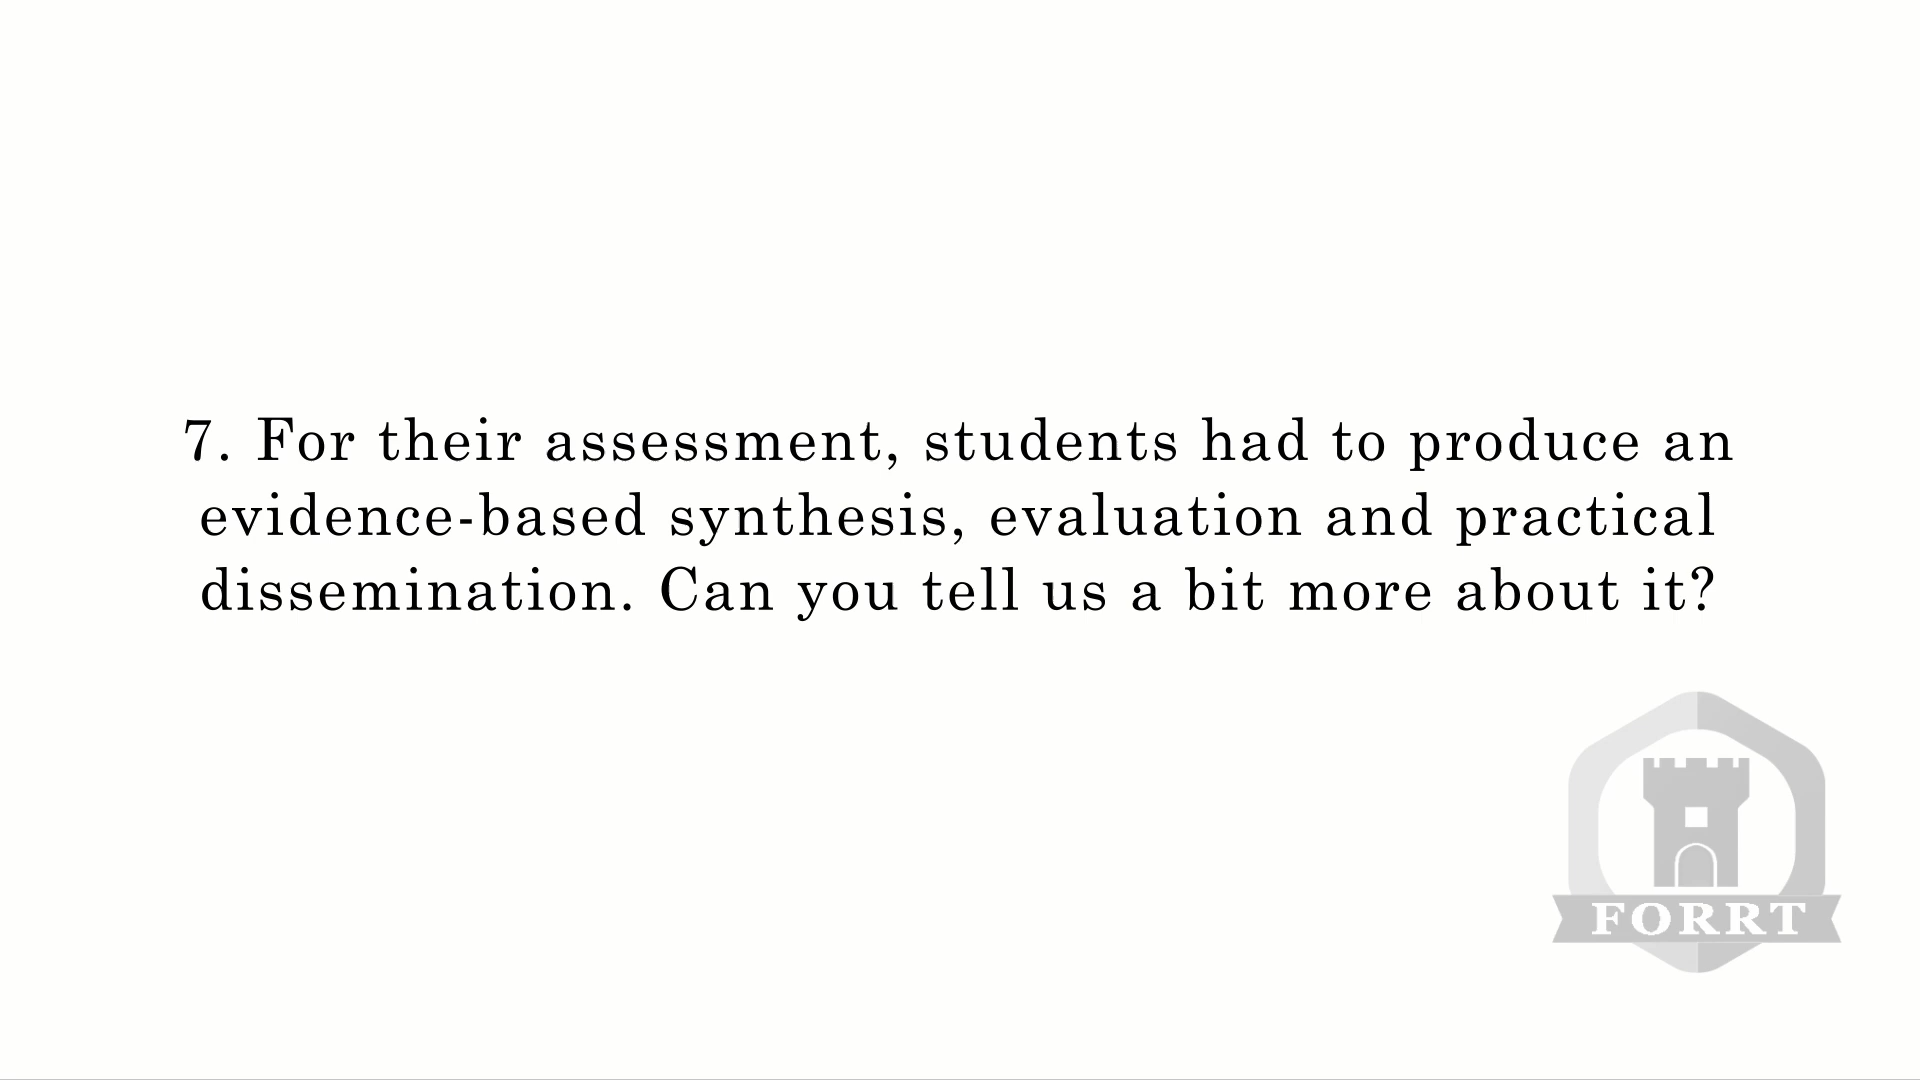 7. For their assessment, students had to produce an
evidence-based synthesis, evaluation and practical
dissemination. Can you tell us a bit more about it?
FORRT